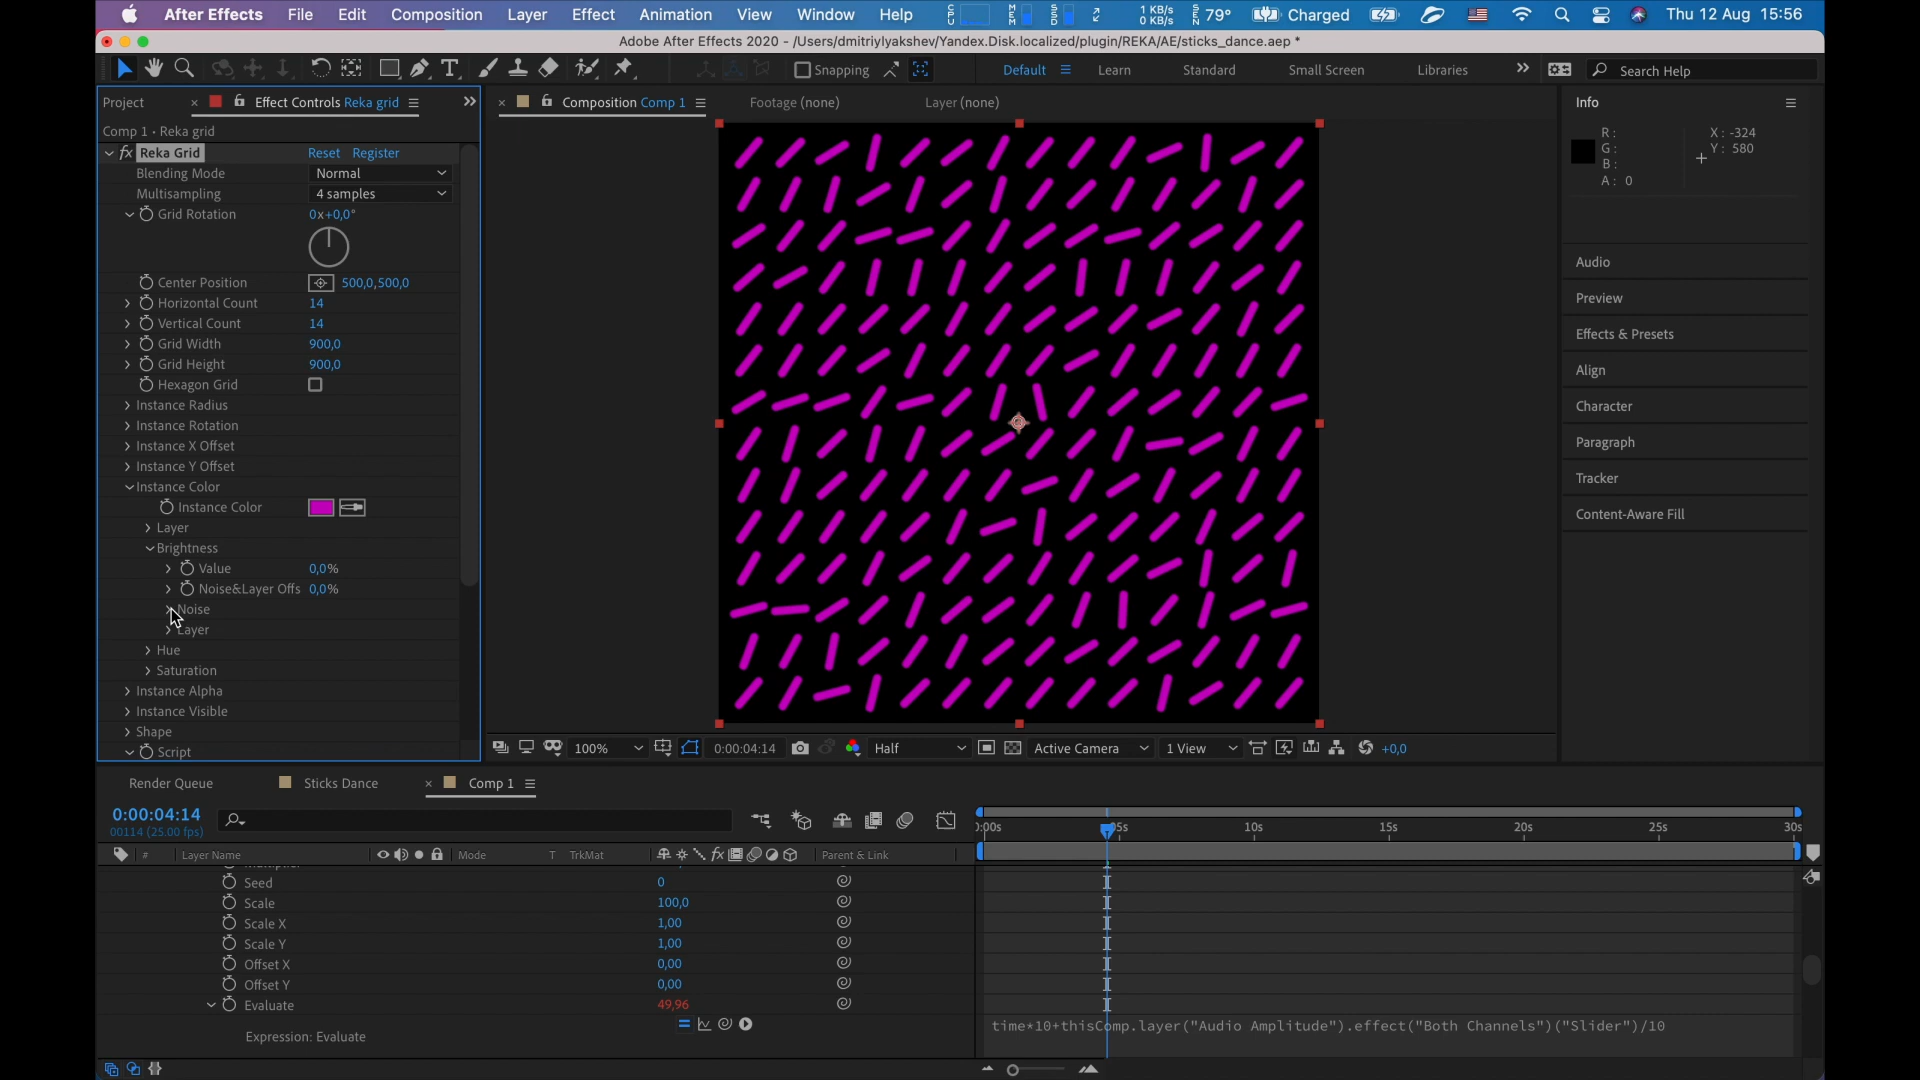 After Effects File Edit Composition Layer Effect Animation View Window Help 1 KB/s 0 KB/s 79° Charged Thu 12 Aug 15:56
Adobe After Effects 2020 - /Users/dmitriylyakshev/Yandex.Disk.localized/plugin/REKA/AE/sticks_dance.aep *
Snapping Default Learn Standard Small Screen Libraries Search Help
Project Effect Controls Reka grid Composition Comp 1 Footage (none) Layer (none) Info
Comp 1 • Reka grid
fx Reka Grid Reset Register
Blending Mode Normal
Multisampling 4 samples
Grid Rotation 0x+0,0°
Center Position 500,0,500,0
Horizontal Count 14
Vertical Count 14
Grid Width 900,0
Grid Height 900,0
Hexagon Grid
Instance Radius
Instance Rotation
Instance X Offset
Instance Y Offset
Instance Color
Instance Color
Layer
Brightness
Value 0,0%
Noise&Layer Offs 0,0%
Noise
Layer
Hue
Saturation
Instance Alpha
Instance Visible
Shape
Script
R: X: -324
G: Y: 580
B:
A: 0
Audio
Preview
Effects & Presets
Align
Character
Paragraph
Tracker
Content-Aware Fill
100% 0:00:04:14 Half Active Camera 1 View +0,0
Render Queue Sticks Dance Comp 1
0:00:04:14
00114 (25.00 fps)
):00s 05s 10s 15s 20s 25s 30s
# Layer Name Mode T TrkMat fx Parent & Link
Seed 0
Scale 100,0
Scale X 1,00
Scale Y 1,00
Offset X 0,00
Offset Y 0,00
Evaluate 49,96
Expression: Evaluate time*10+thisComp.layer("Audio Amplitude").effect("Both Channels")("Slider")/10